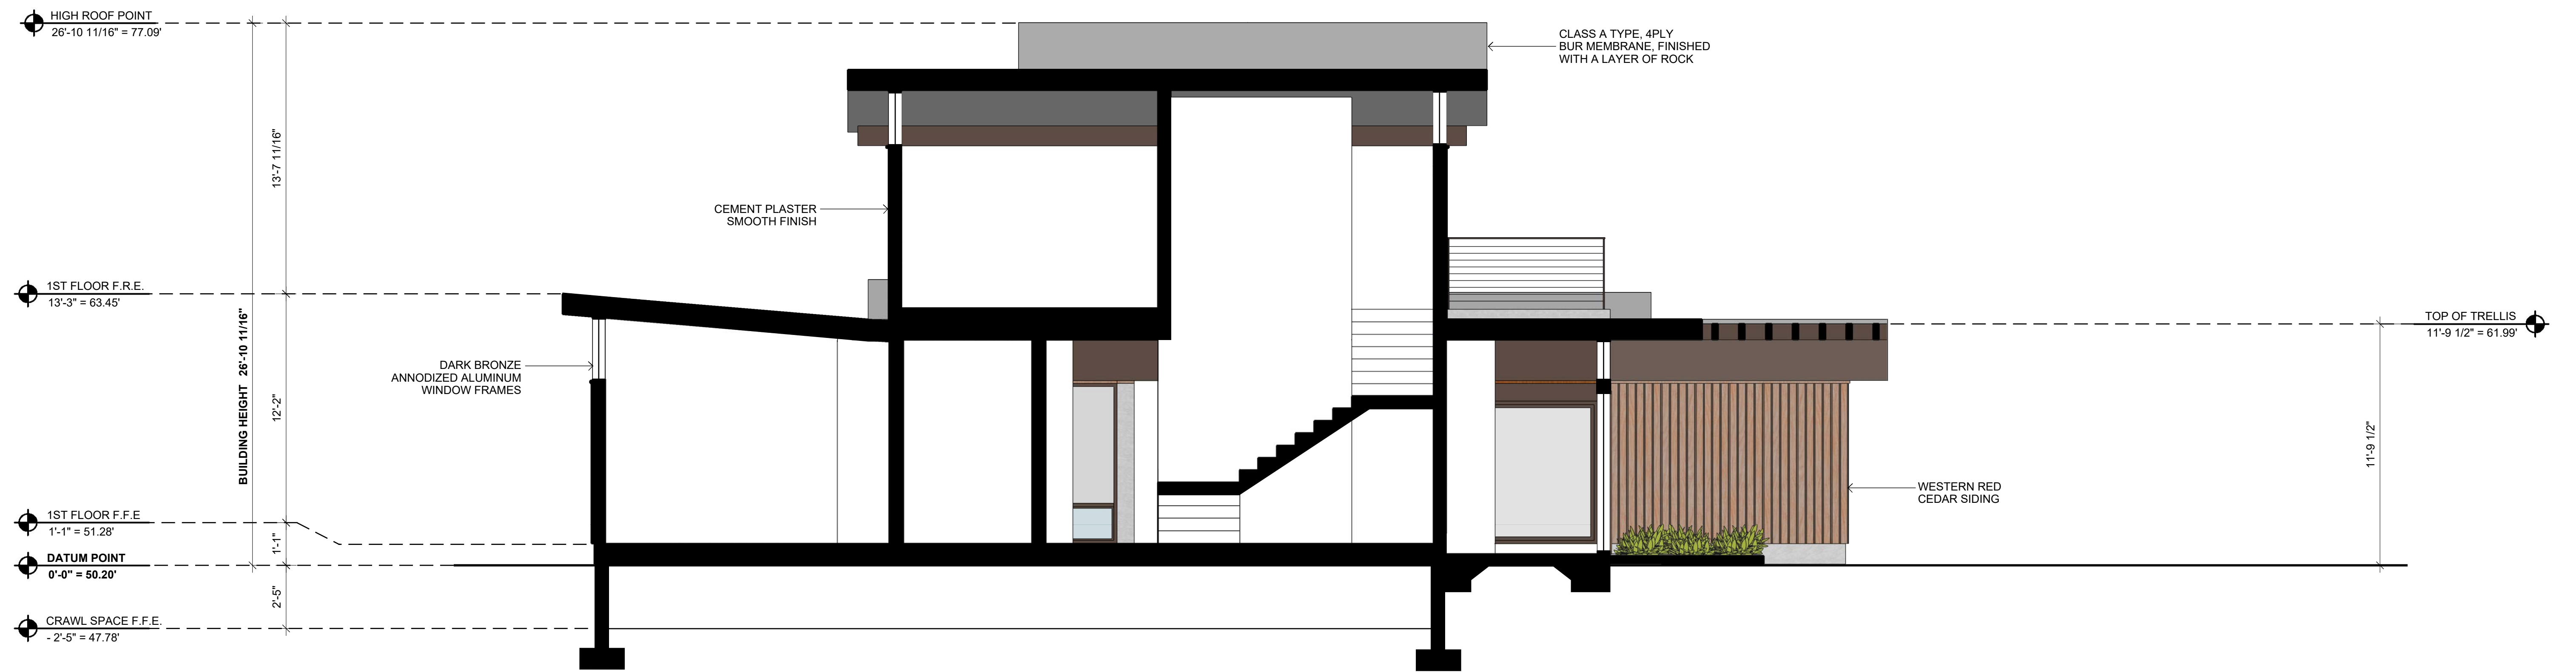 HIGH ROOF POINT
26'-10 11/16" = 77.09'
CLASS A TYPE, 4PLY
BUR MEMBRANE, FINISHED
WITH A LAYER OF ROCK
13'-7 11/16"
CEMENT PLASTER
SMOOTH FINISH
1ST FLOOR F.R.E.
13'-3" = 63.45'
BUILDING HEIGHT 26'-10 11/16"
TOP OF TRELLIS
11'-9 1/2" = 61.99'
DARK BRONZE
ANNODIZED ALUMINUM
WINDOW FRAMES
12'-2"
11'-9 1/2"
WESTERN RED
CEDAR SIDING
1ST FLOOR F.F.E
1'-1" = 51.28'
1'-1"
DATUM POINT
0'-0" = 50.20'
2'-5"
CRAWL SPACE F.F.E.
- 2'-5" = 47.78'